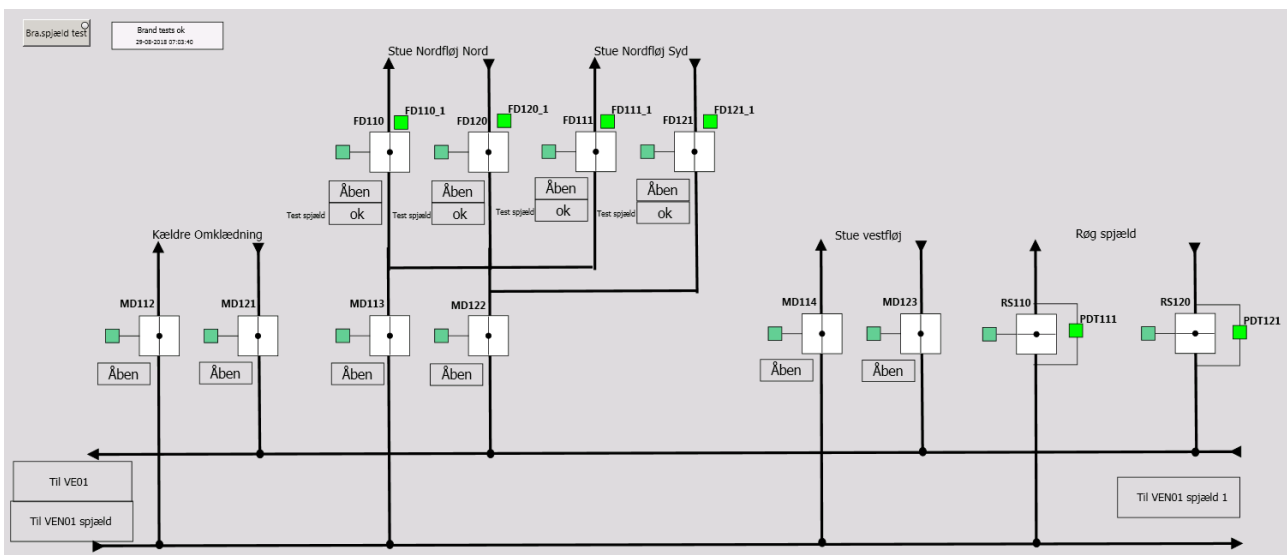 Bra.spjæld test
Brand tests ok
29-08-2018 07:03:40
Stue Nordfløj Nord
Stue Nordfløj Syd
FD110
FD110_1
FD120
FD120_1
FD111
FD111_1
FD121
FD121_1
Åben
Åben
Åben
Åben
Test spjæld
ok
Test spjæld
ok
Test spjæld
ok
Test spjæld
ok
Kældre Omklædning
Stue vestfløj
Røg spjæld
MD112
MD121
MD113
MD122
MD114
MD123
RS110
PDT111
RS120
PDT121
Åben
Åben
Åben
Åben
Åben
Åben
Til VE01
Til VEN01 spjæld
Til VEN01 spjæld 1